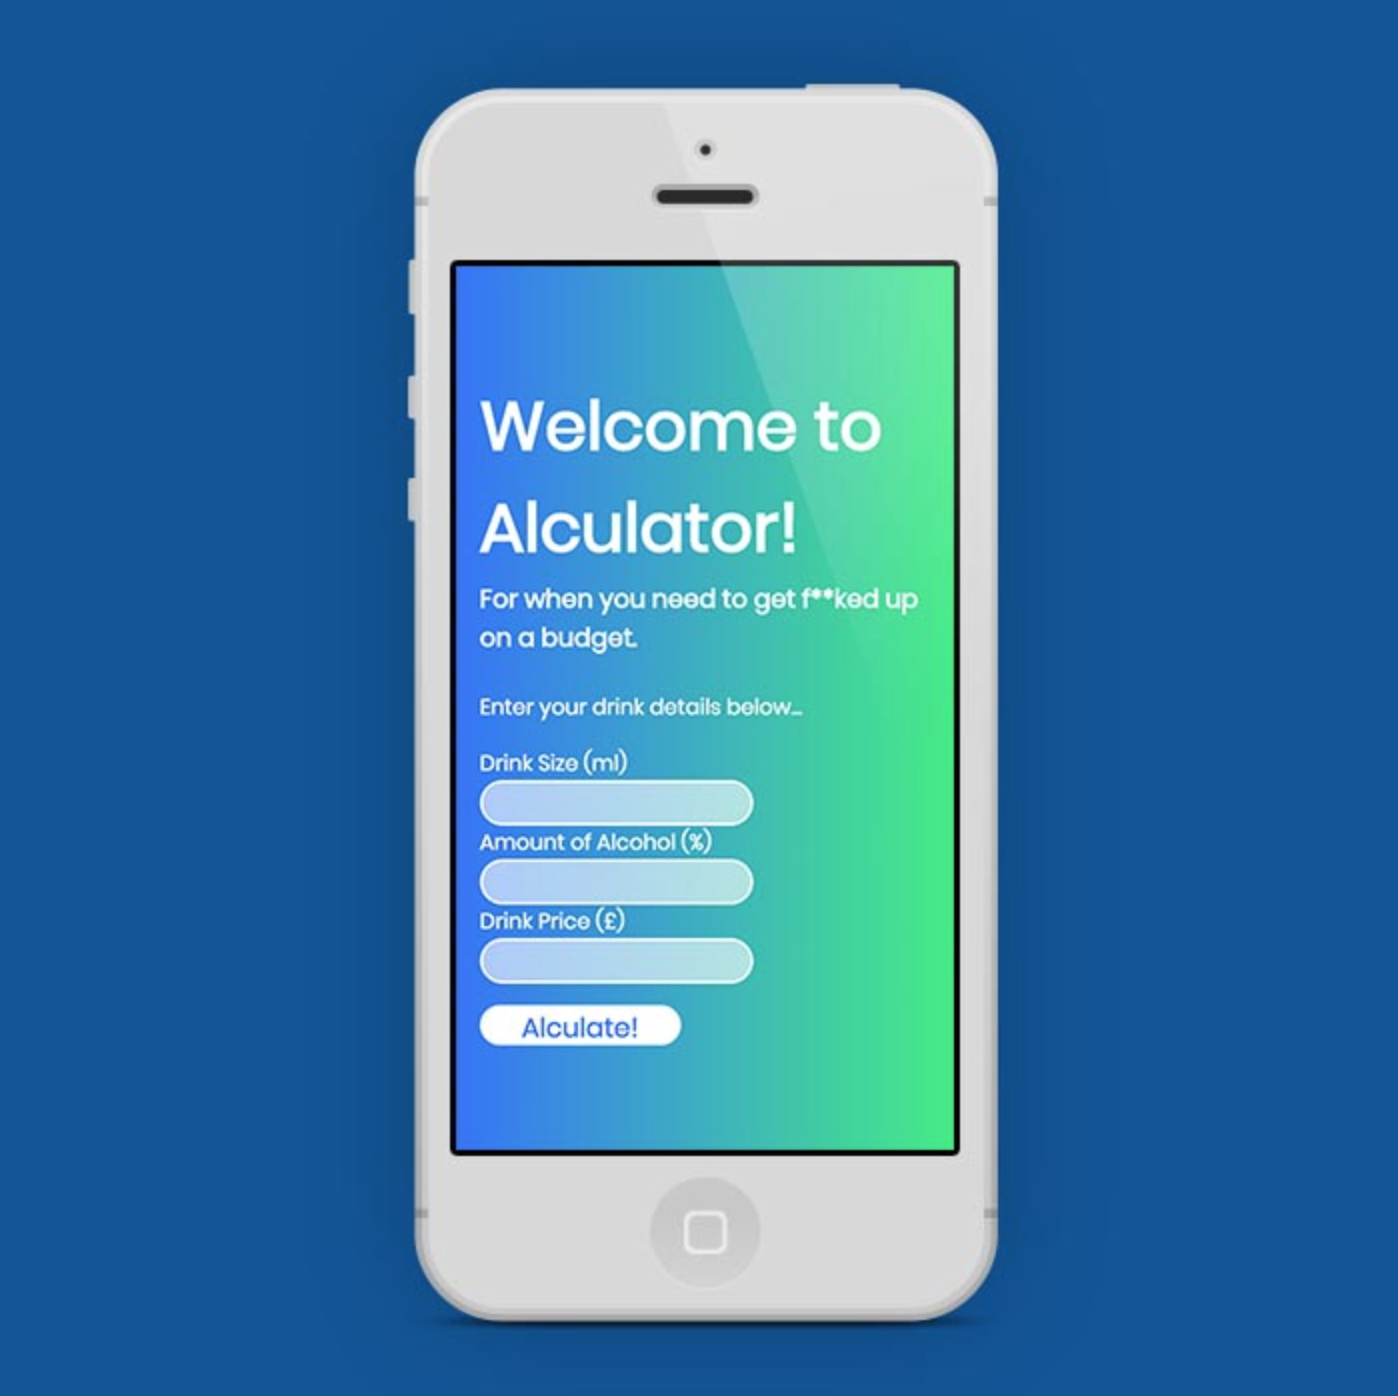 Welcome to
Alculator!
For when you need to get f**ked up
on a budget.
Enter your drink details below...
Drink Size (ml)
Amount of Alcohol (%)
Drink Price (£)
Alculate!